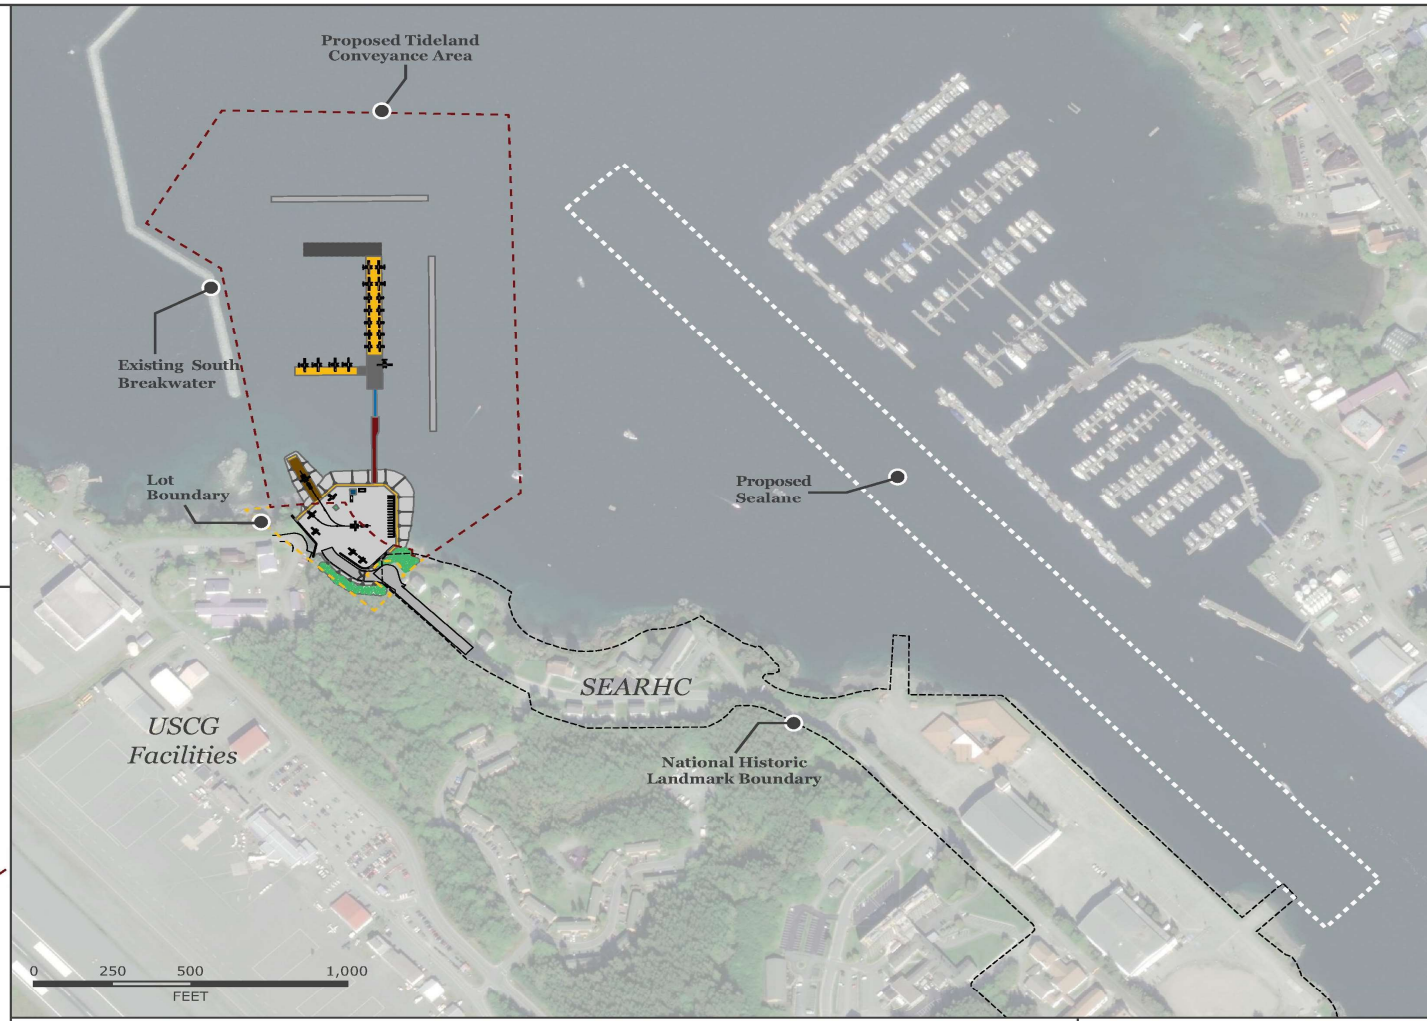 Proposed Tideland
Conveyance Area
Existing South
Breakwater
Lot
Boundary
Proposed
Sealane
SEARHC
USCG
Facilities
National Historic
Landmark Boundary
0 250 500 1,000
FEET